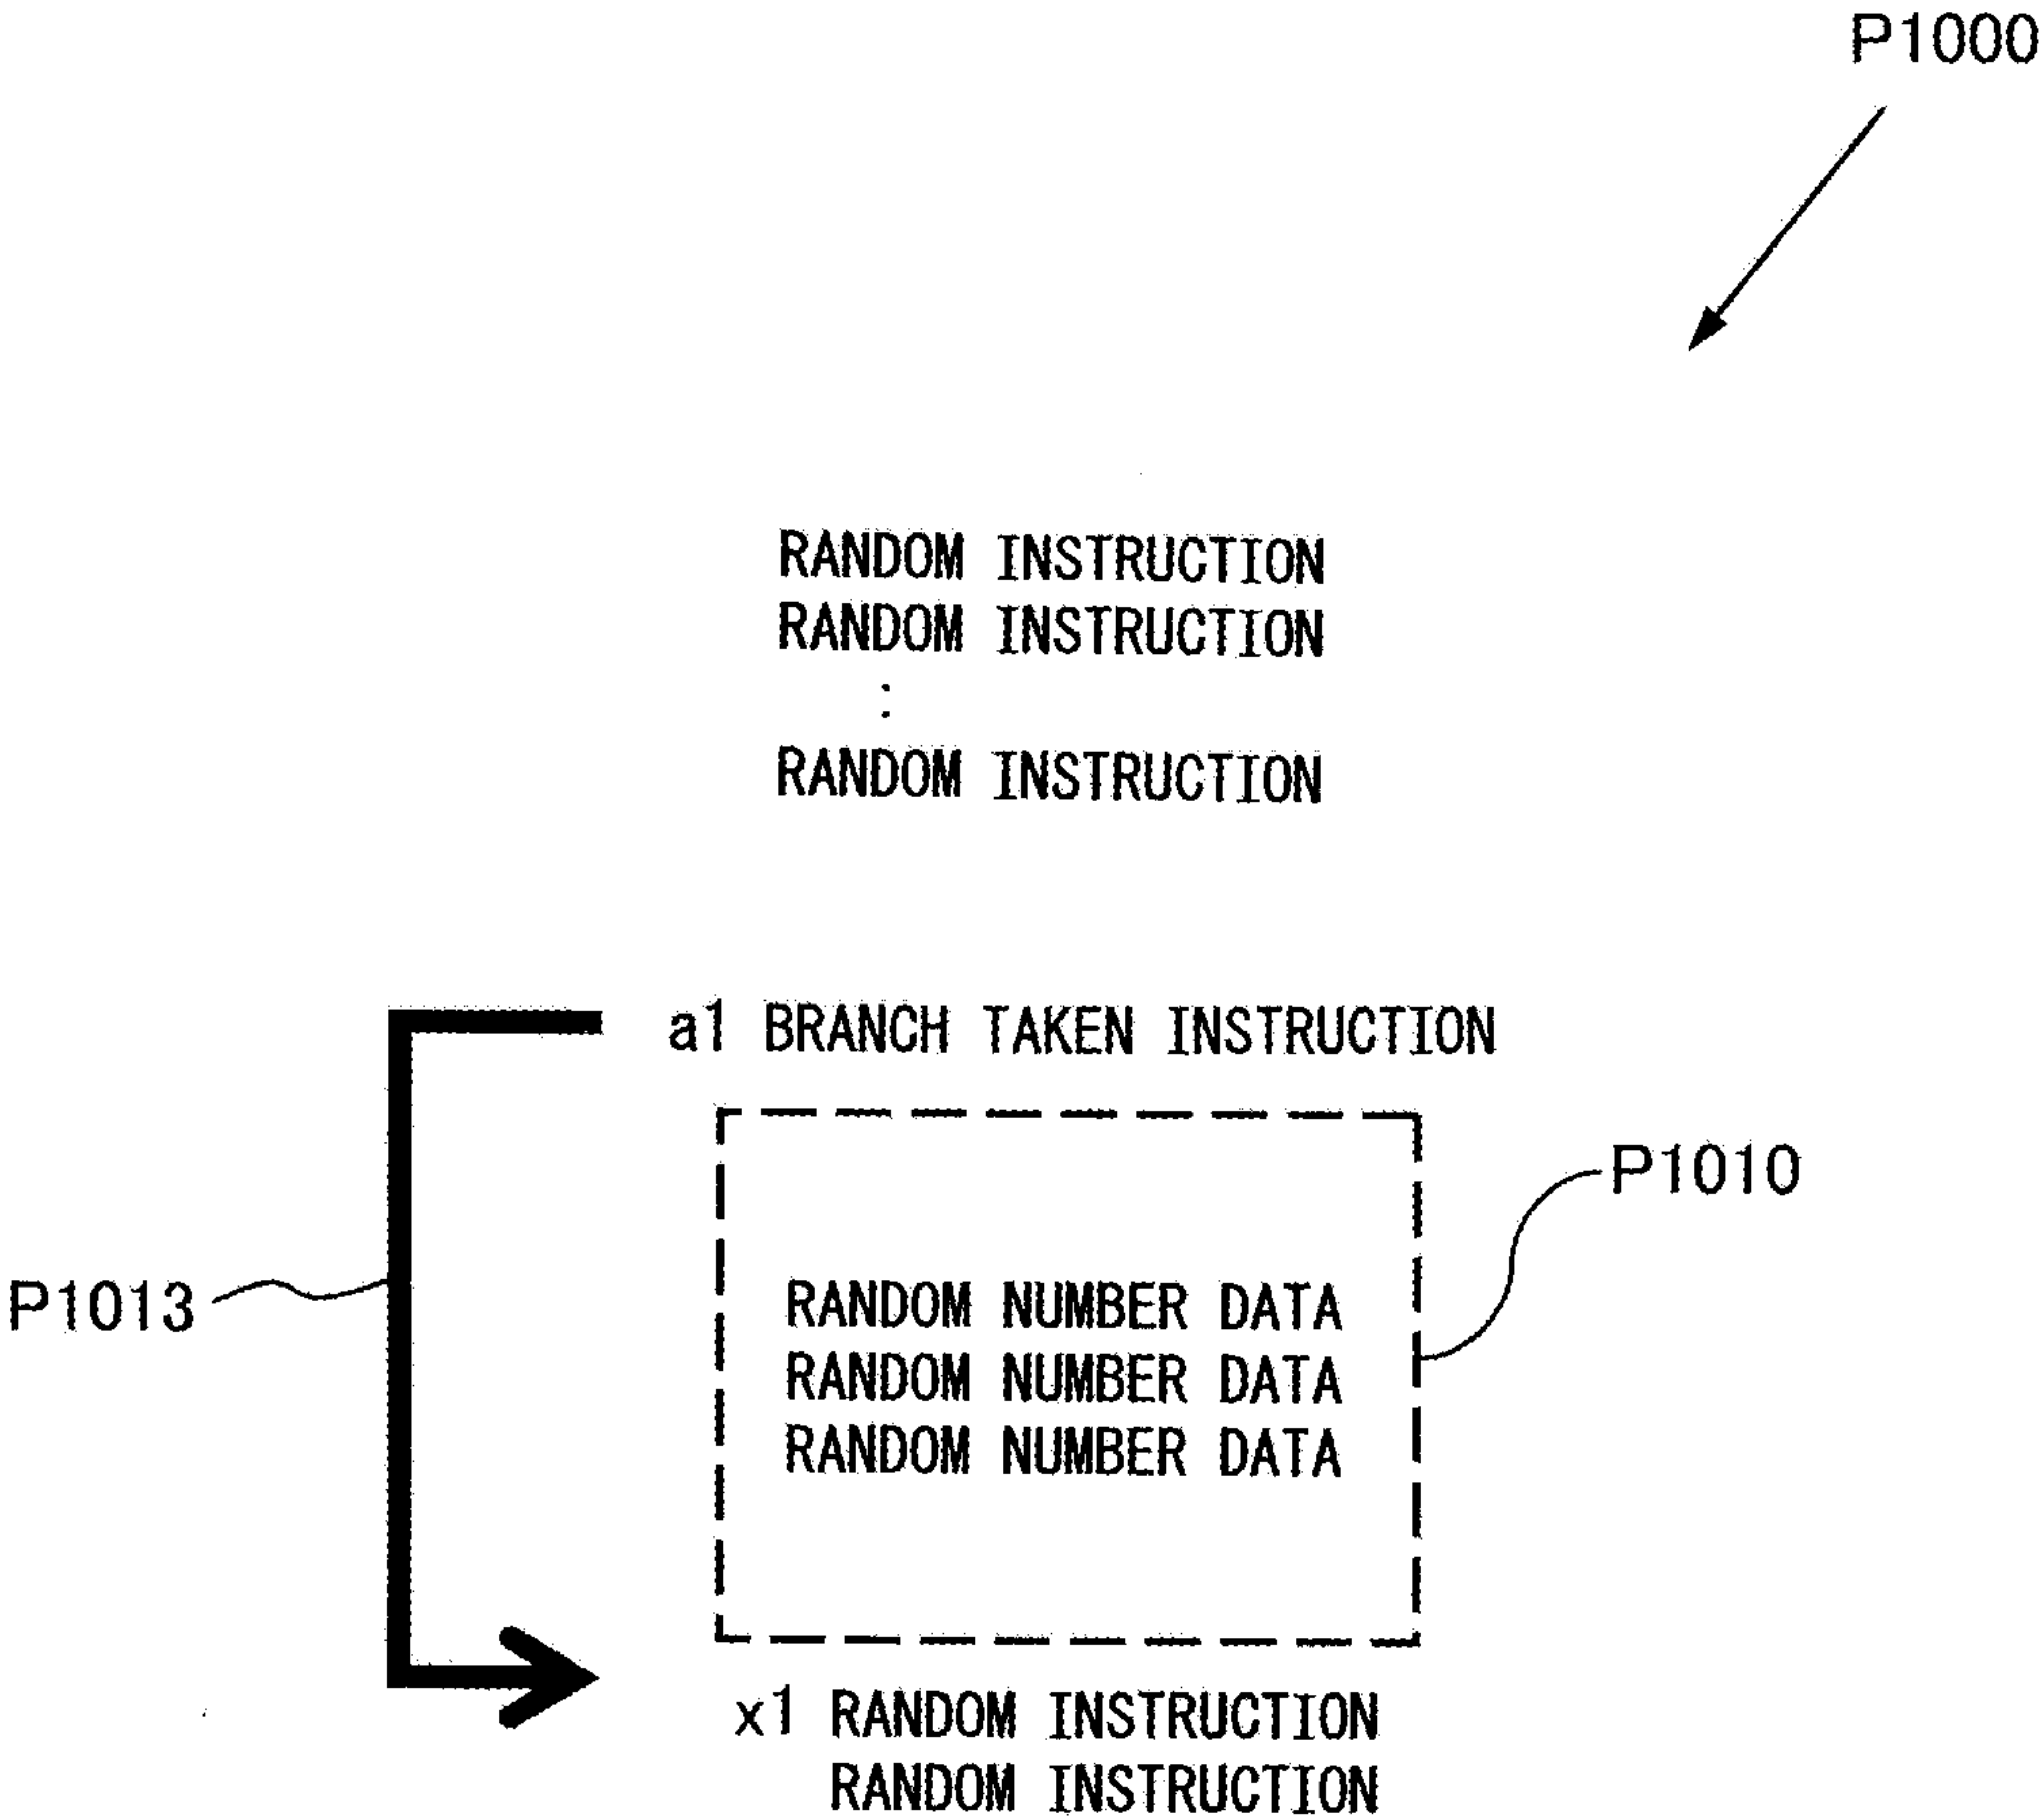 P1000
RANDOM INSTRUCTION
RANDOM INSTRUCTION
:
RANDOM INSTRUCTION
a1 BRANCH TAKEN INSTRUCTION
P1010
P1013
RANDOM NUMBER DATA
RANDOM NUMBER DATA
RANDOM NUMBER DATA
x1 RANDOM INSTRUCTION
RANDOM INSTRUCTION